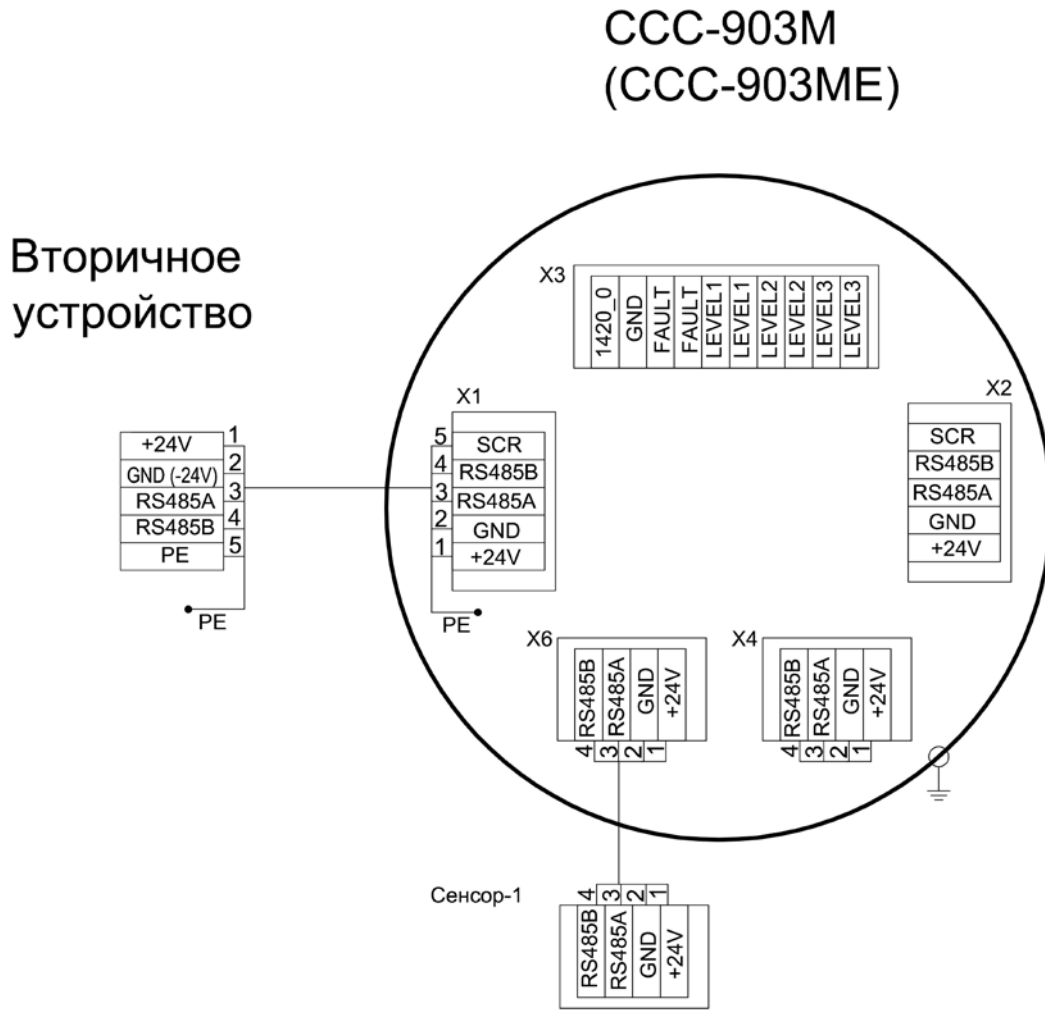 ССС-903М
(ССС-903МЕ)
Вторичное
устройство
X3
1420_0
GND
FAULT
FAULT
LEVEL1
LEVEL1
LEVEL2
LEVEL2
LEVEL3
LEVEL3
+24V 1
GND (-24V) 2
RS485A 3
RS485B 4
PE 5
PE
X1
5 SCR
4 RS485B
3 RS485A
2 GND
1 +24V
PE
X2
SCR
RS485B
RS485A
GND
+24V
X6
RS485B
RS485A
GND
+24V
4 3 2 1
X4
RS485B
RS485A
GND
+24V
4 3 2 1
Сенсор-1
4 3 2 1
RS485B
RS485A
GND
+24V